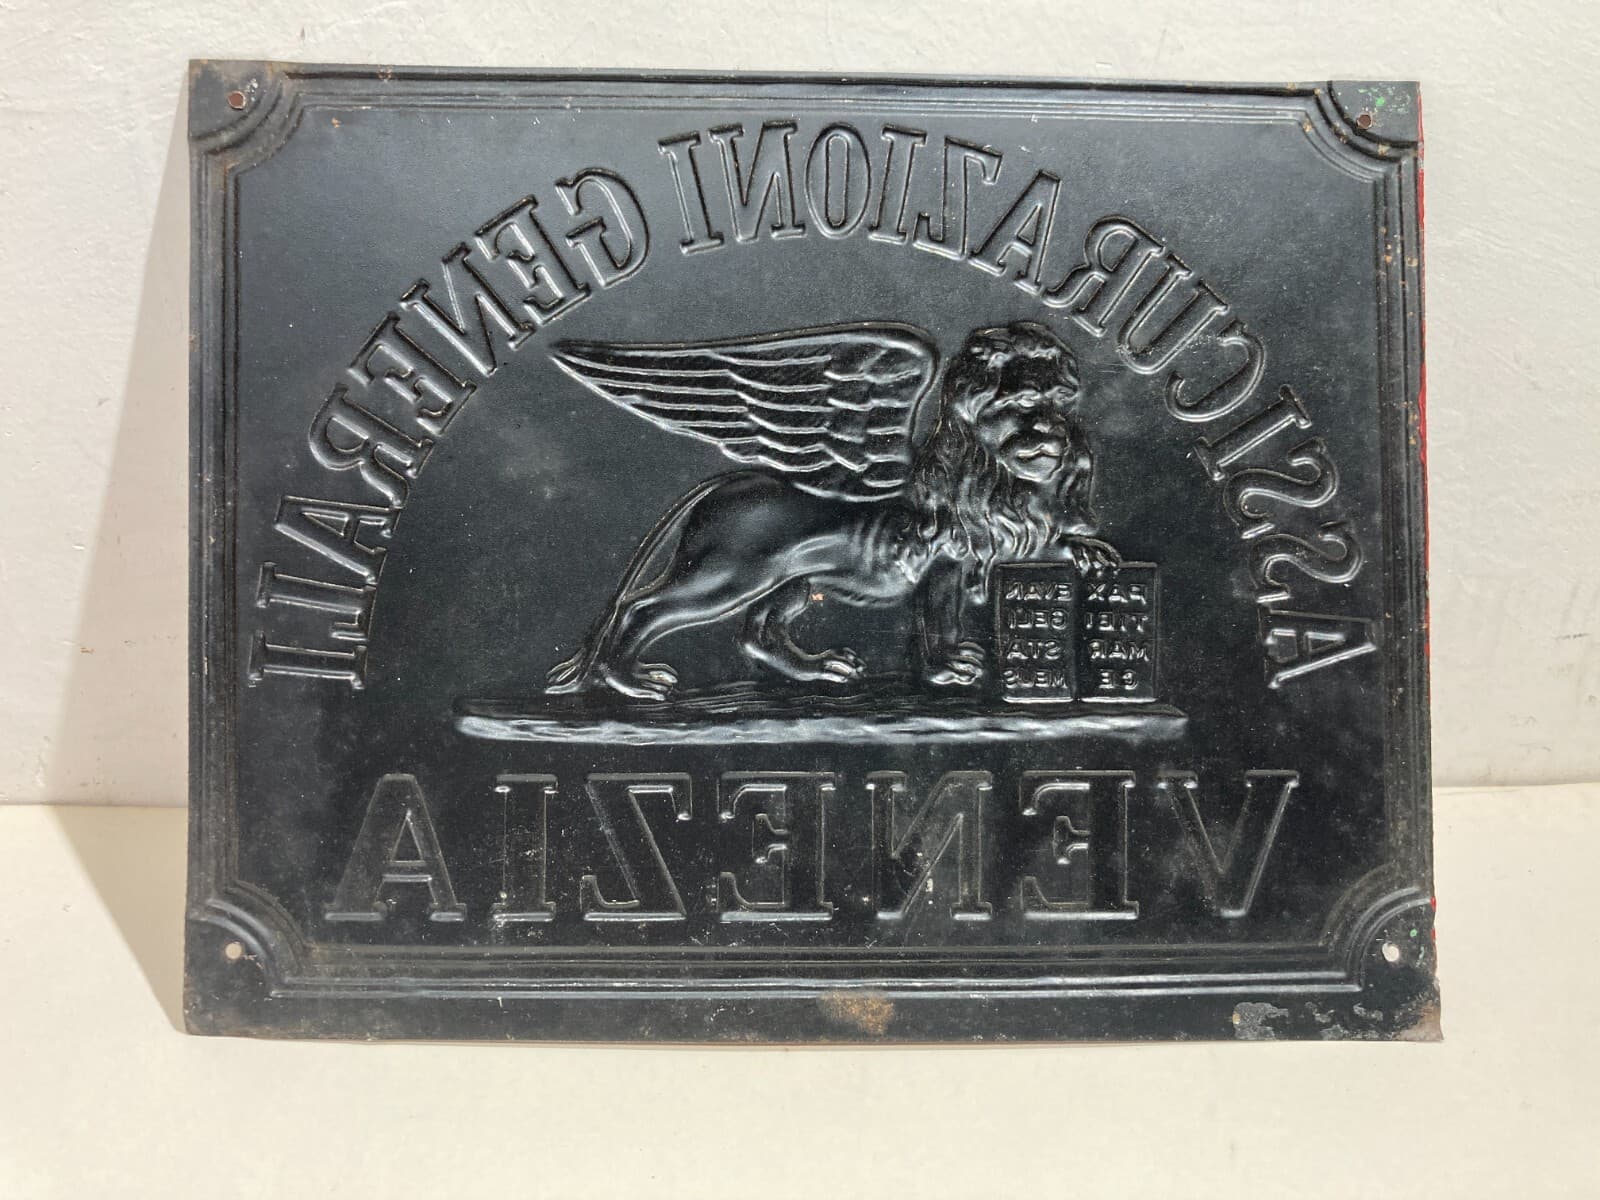 ASSICURAZIONI GENERALI
PAX
TIBI
MAR
CE
EVAN
GELI
STA
MEUS
VENEZIA